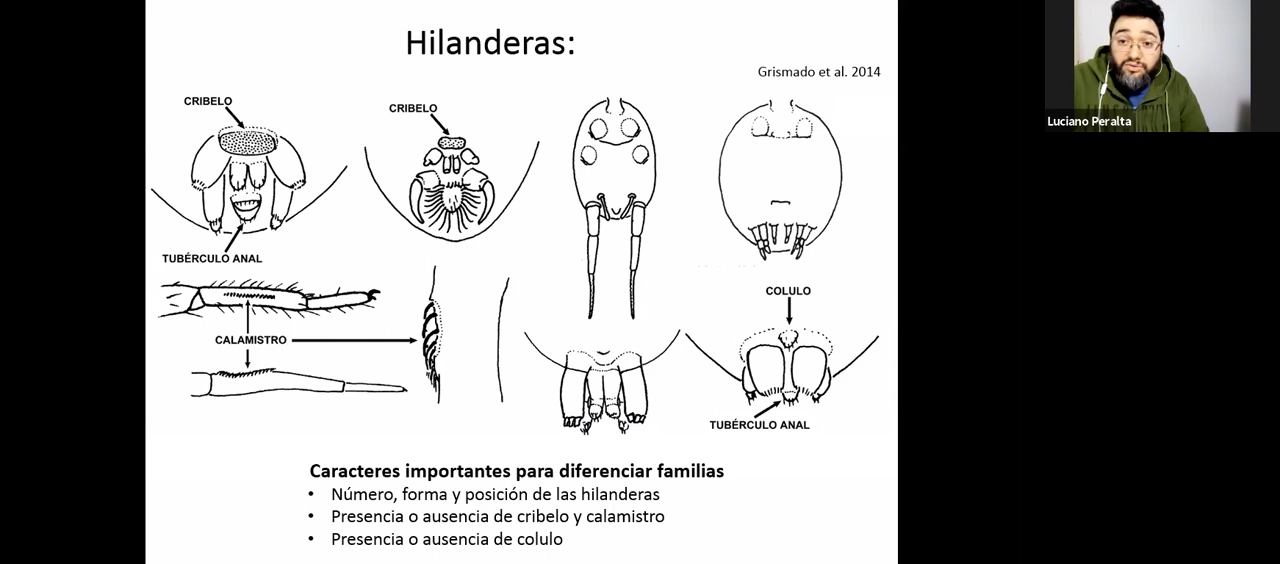 Hilanderas:
Grismado et al. 2014
CRIBELO
CRIBELO
TUBÉRCULO ANAL
CALAMISTRO
COLULO
TUBÉRCULO ANAL
Caracteres importantes para diferenciar familias
• Número, forma y posición de las hilanderas
• Presencia o ausencia de cribelo y calamistro
• Presencia o ausencia de colulo
Luciano Peralta